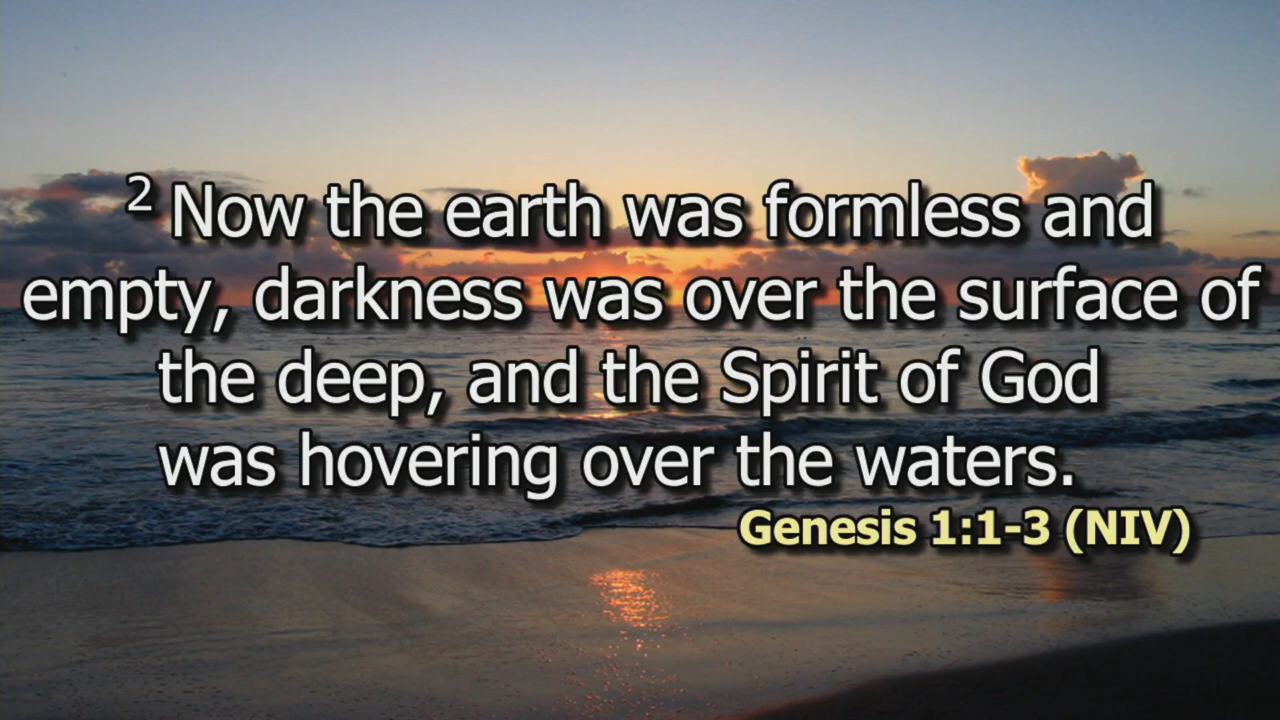 ² Now the earth was formless and
empty, darkness was over the surface of
the deep, and the Spirit of God
was hovering over the waters.
Genesis 1:1-3 (NIV)